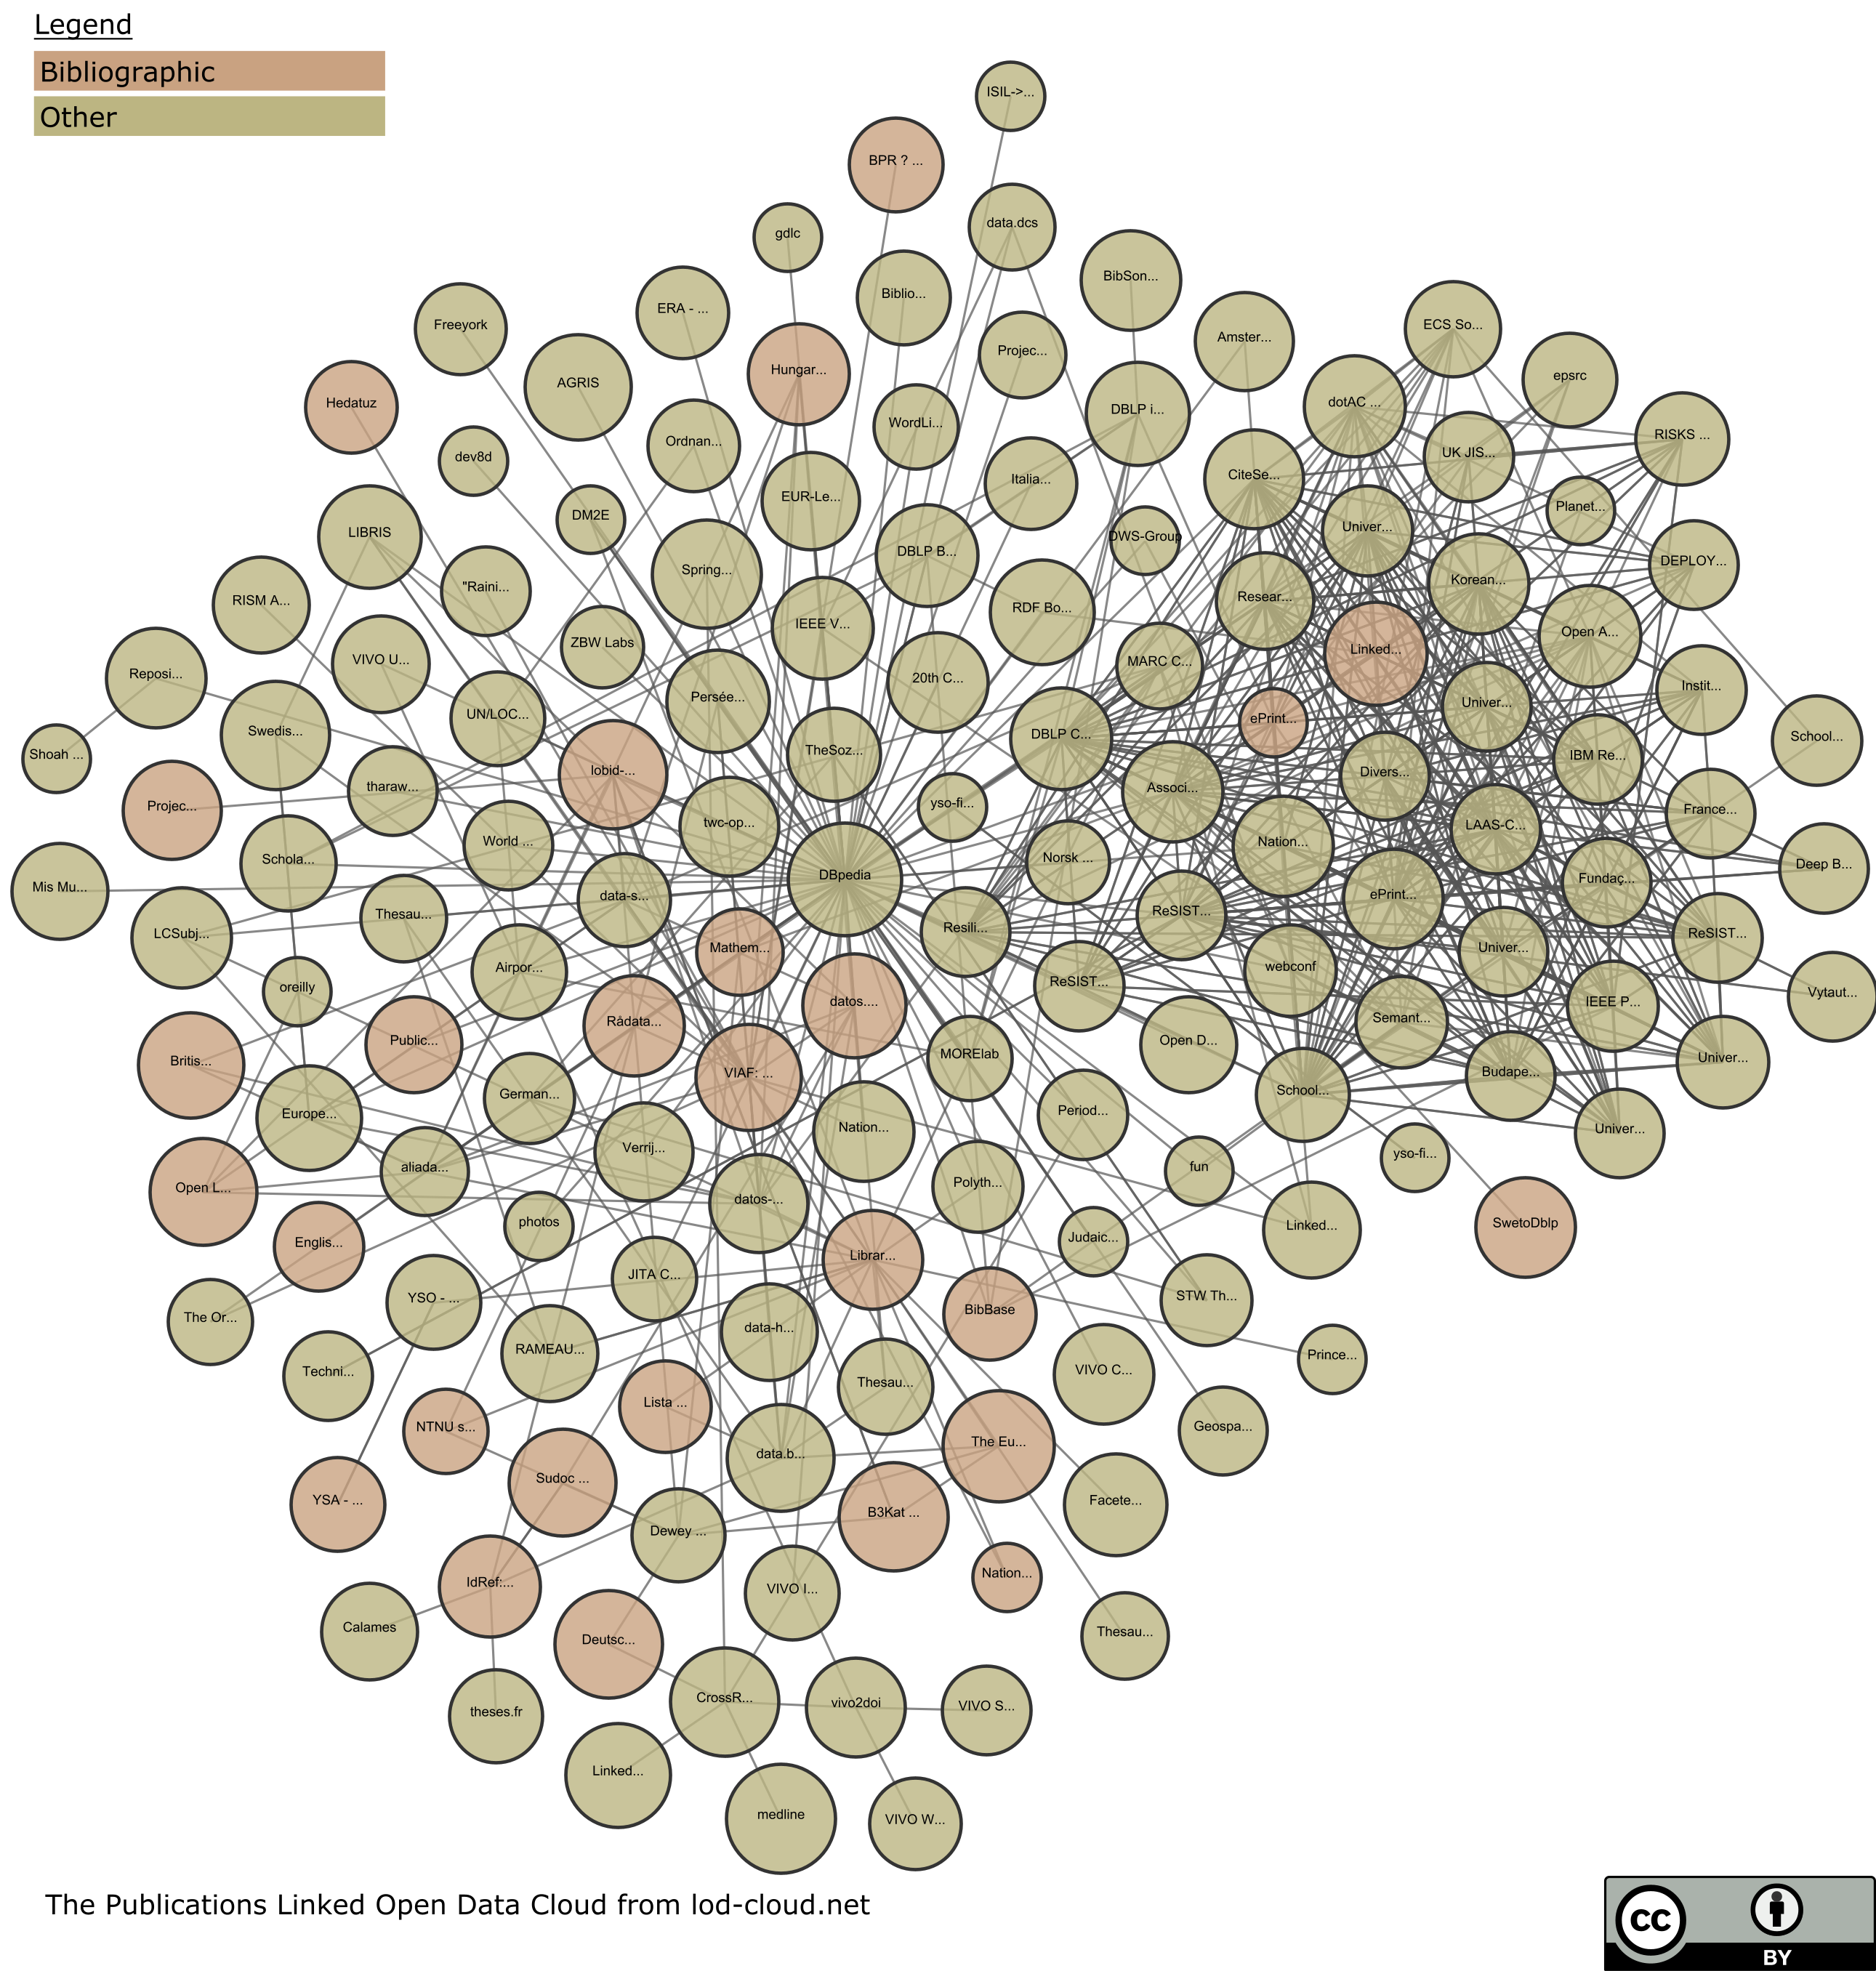 Legend
Bibliographic
Other
ISIL->...
BPR ? ...
data.dcs
gdlc
BibSon...
Biblio...
ERA - ...
Freeyork
Amster...
ECS So...
Projec...
Hungar...
epsrc
AGRIS
Hedatuz
dotAC ...
DBLP i...
WordLi...
RISKS ...
Ordnan...
UK JIS...
dev8d
CiteSe...
Italia...
EUR-Le...
Planet...
DM2E
Univer...
LIBRIS
DWS-Group
DBLP B...
DEPLOY...
Spring...
Korean...
"Raini...
Resear...
RISM A...
RDF Bo...
IEEE V...
Open A...
ZBW Labs
Linked...
VIVO U...
MARC C...
Reposi...
20th C...
Instit...
Persée...
Univer...
UN/LOC...
ePrint...
Swedis...
DBLP C...
School...
TheSoz...
Shoah ...
IBM Re...
lobid-...
Divers...
tharaw...
Associ...
yso-fi...
Projec...
France...
twc-op...
LAAS-C...
World ...
Nation...
Norsk ...
Schola...
Deep B...
DBpedia
Fundaç...
Mis Mu...
ePrint...
data-s...
Thesau...
ReSIST...
Resili...
LCSubj...
ReSIST...
Mathem...
Univer...
Airpor...
webconf
ReSIST...
oreilly
Vytaut...
datos....
IEEE P...
Rådata...
Semant...
Public...
Open D...
MORElab
Britis...
Univer...
VIAF: ...
Budape...
School...
German...
Europe...
Period...
Nation...
Univer...
Verrij...
yso-fi...
aliada...
fun
Polyth...
Open L...
datos-...
photos
Linked...
SwetoDblp
Judaic...
Englis...
Librar...
JITA C...
STW Th...
YSO - ...
BibBase
The Or...
data-h...
RAMEAU...
Prince...
Techni...
VIVO C...
Thesau...
Lista ...
NTNU s...
Geospa...
The Eu...
data.b...
Sudoc ...
YSA - ...
Facete...
B3Kat ...
Dewey ...
Nation...
IdRef:...
VIVO I...
Calames
Thesau...
Deutsc...
CrossR...
vivo2doi
VIVO S...
theses.fr
Linked...
medline
VIVO W...
The Publications Linked Open Data Cloud from lod-cloud.net
cc
BY